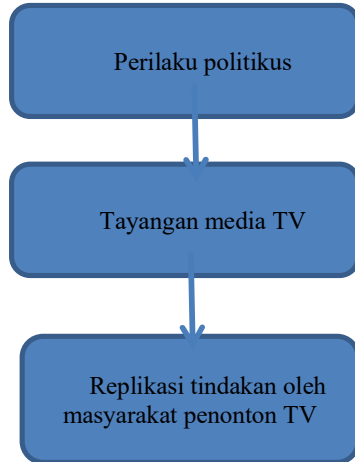 Perilaku politikus
Tayangan media TV
Replikasi tindakan oleh
masyarakat penonton TV